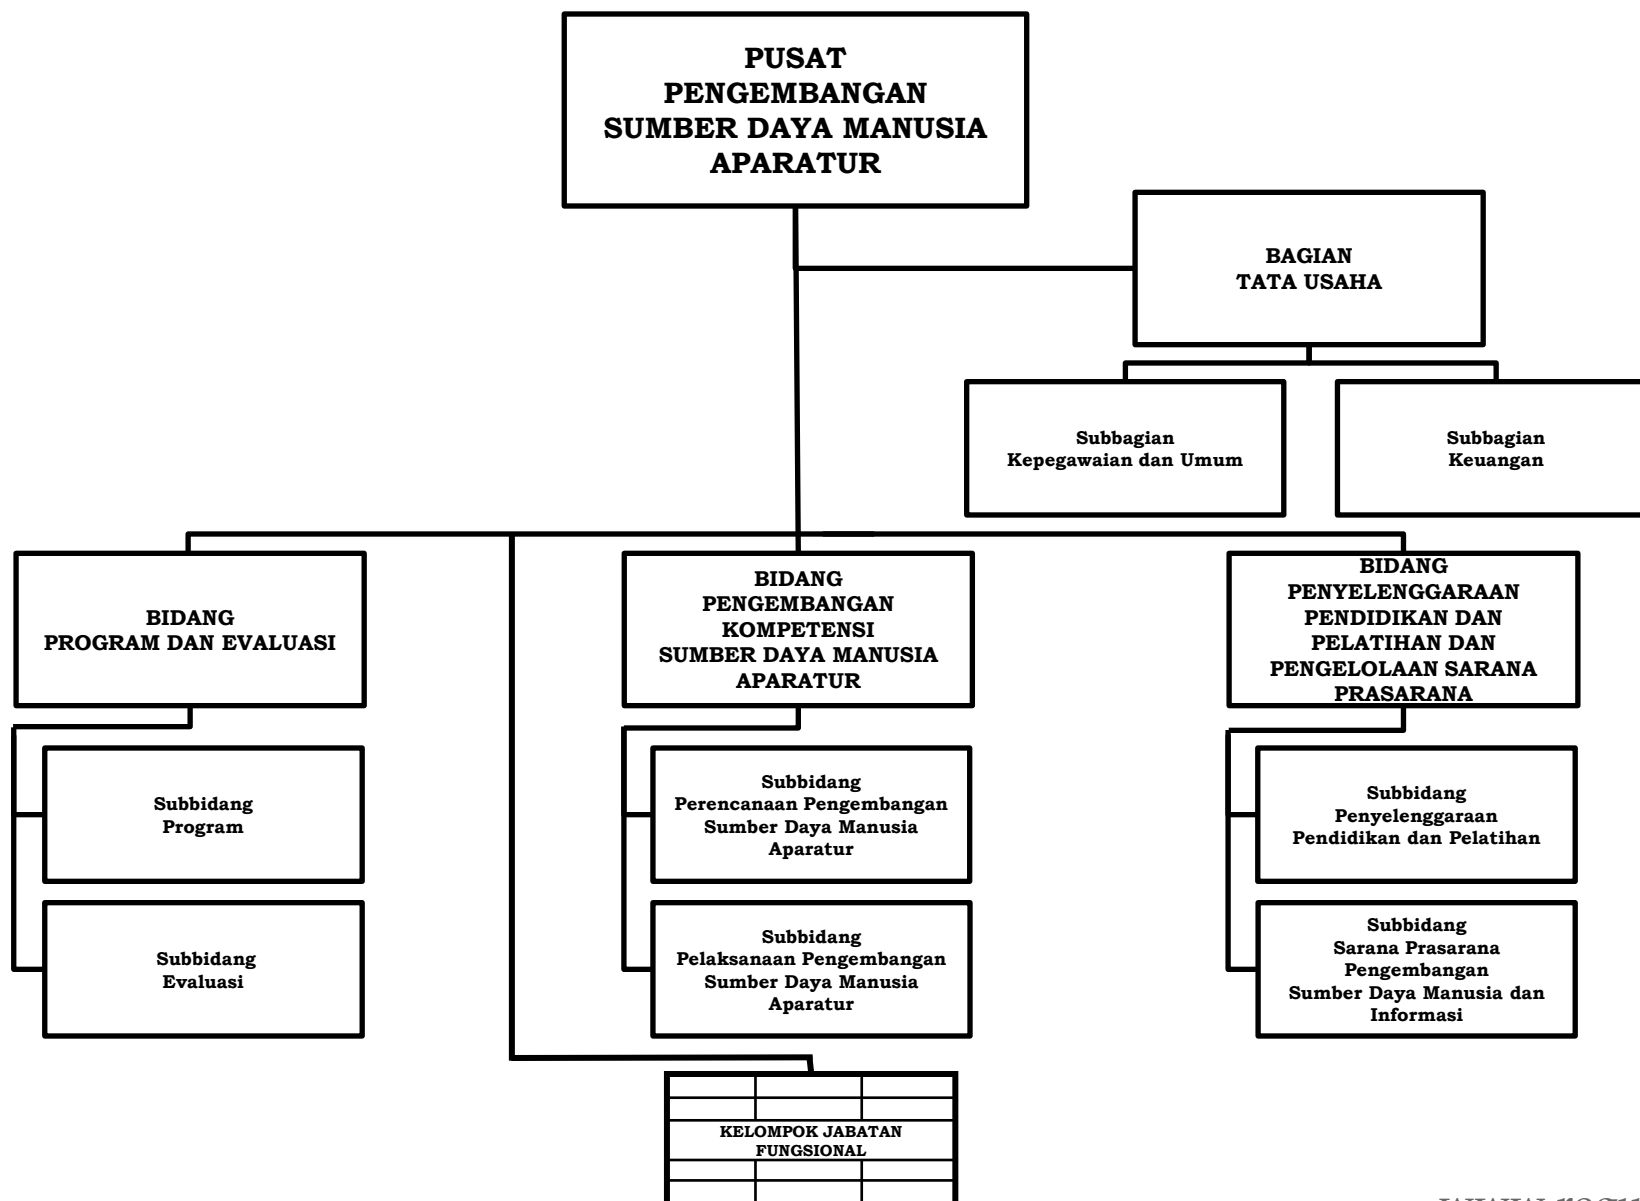 PUSAT
PENGEMBANGAN
SUMBER DAYA MANUSIA
APARATUR
BAGIAN
TATA USAHA
Subbagian
Kepegawaian dan Umum
Subbagian
Keuangan
BIDANG
PROGRAM DAN EVALUASI
BIDANG
PENGEMBANGAN
KOMPETENSI
SUMBER DAYA MANUSIA
APARATUR
BIDANG
PENYELENGGARAAN
PENDIDIKAN DAN
PELATIHAN DAN
PENGELOLAAN SARANA
PRASARANA
Subbidang
Program
Subbidang
Perencanaan Pengembangan
Sumber Daya Manusia
Aparatur
Subbidang
Penyelenggaraan
Pendidikan dan Pelatihan
Subbidang
Evaluasi
Subbidang
Pelaksanaan Pengembangan
Sumber Daya Manusia
Aparatur
Subbidang
Sarana Prasarana
Pengembangan
Sumber Daya Manusia dan
Informasi
KELOMPOK JABATAN
FUNGSIONAL